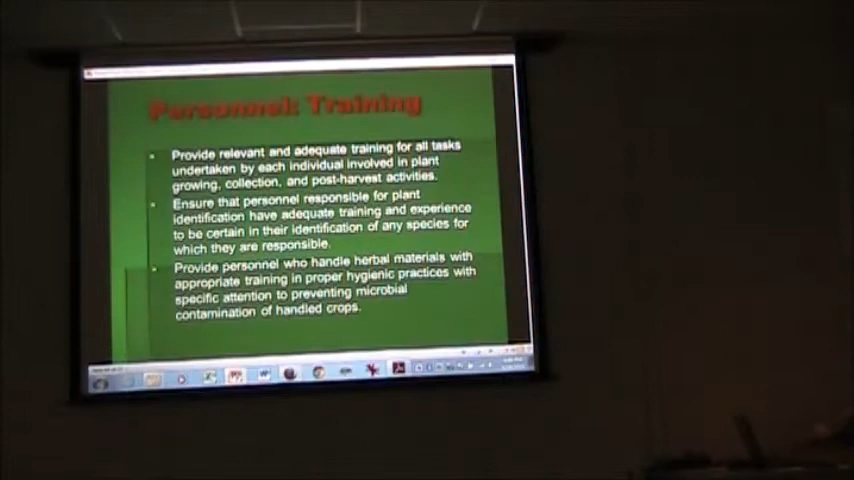 Personnel: Training
Provide relevant and adequate training for all tasks
undertaken by each individual involved in plant
growing, collection, and post-harvest activities.
Ensure that personnel responsible for plant
identification have adequate training and experience
to be certain in their identification of any species for
which they are responsible.
Provide personnel who handle herbal materials with
appropriate training in proper hygienic practices with
specific attention to preventing microbial
contamination of handled crops.